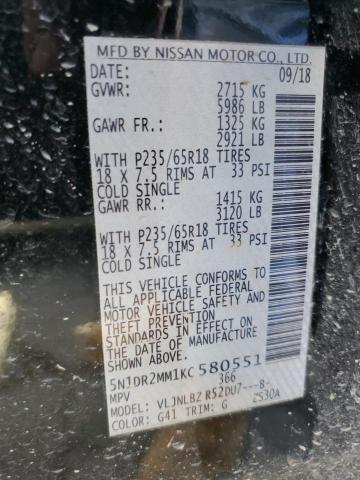 MFD BY NISSAN MOTOR CO., LTD.
DATE: 09/18
GVWR: 2715 KG
5986 LB
GAWR FR.: 1325 KG
2921 LB
WITH P235/65R18 TIRES
18 X 7.5 RIMS AT 33 PSI
COLD SINGLE
GAWR RR.: 1415 KG
3120 LB
WITH P235/65R18 TIRES
18 X 7.5 RIMS AT 33 PSI
COLD SINGLE
THIS VEHICLE CONFORMS TO
ALL APPLICABLE FEDERAL
MOTOR VEHICLE SAFETY AND
THEFT PREVENTION
STANDARDS IN EFFECT ON
THE DATE OF MANUFACTURE
SHOWN ABOVE.
5N1DR2MM1KC580551
MPV 366
MODEL: VLJNLBZ R52DU7---8-
G41 TRIM: G 2530A